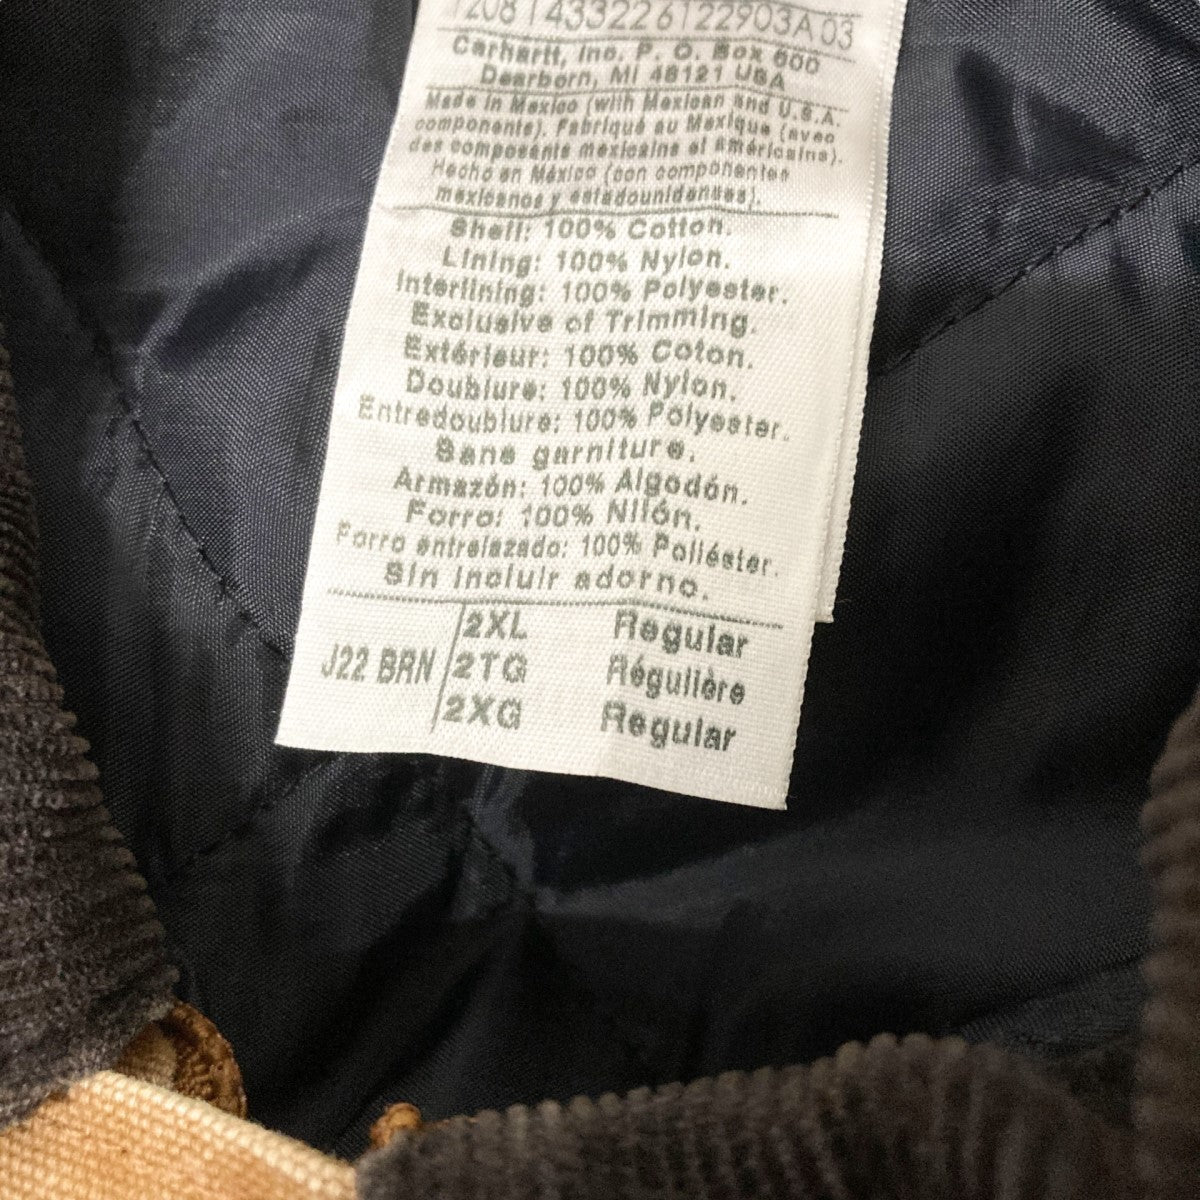 1208143322612 2903A 03
Carhartt, Inc. P. O. Box 600
Dearborn, MI 48121 USA
Made in Mexico (with Mexican and U.S.A.
components). Fabriqué au Mexique (avec
des composants mexicains et américains).
Hecho en México (con componentes
mexicanos y estadounidenses).
Shell: 100% Cotton.
Lining: 100% Nylon.
Interlining: 100% Polyester.
Exclusive of Trimming.
Extérieur: 100% Coton.
Doublure: 100% Nylon.
Entredoublure: 100% Polyester.
Sans garniture.
Armazón: 100% Algodón.
Forro: 100% Nilón.
Forro entrelazado: 100% Poliéster.
Sin incluir adorno.
2XL Regular
J22 BRN 2TG Régulière
2XG Regular